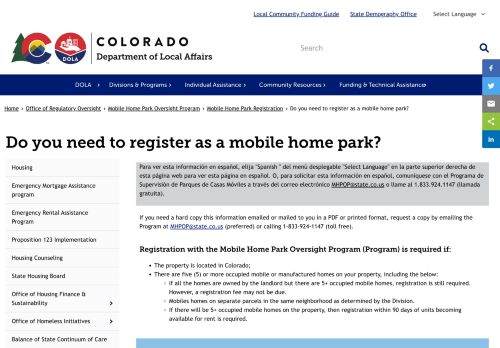 Local Community Funding Guide State Demography Office Select Language
COLORADO
Department of Local Affairs
DOLA
Search
DOLA Divisions & Programs Individual Assistance Community Resources Funding & Technical Assistance
Home › Office of Regulatory Oversight › Mobile Home Park Oversight Program › Mobile Home Park Registration › Do you need to register as a mobile home park?
Do you need to register as a mobile home park?
Housing
Emergency Mortgage Assistance
program
Emergency Rental Assistance
Program
Proposition 123 Implementation
Housing Counseling
State Housing Board
Office of Housing Finance &
Sustainability
Office of Homeless Initiatives
Balance of State Continuum of Care
Para ver esta información en español, elija "Spanish " del menú desplegable "Select Language" en la parte superior derecha de
esta página web para ver esta página en español. O, para solicitar esta información en español, comuníquese con el Programa de
Supervisión de Parques de Casas Móviles a través del correo electrónico MHPOP@state.co.us o llame al 1.833.924.1147 (llamada
gratuita).
If you need a hard copy this information emailed or mailed to you in a PDF or printed format, request a copy by emailing the
Program at MHPOP@state.co.us (preferred) or calling 1-833-924-1147 (toll free).
Registration with the Mobile Home Park Oversight Program (Program) is required if:
• The property is located in Colorado;
• There are five (5) or more occupied mobile or manufactured homes on your property, including the below:
◦ If all the homes are owned by the landlord but there are 5+ occupied mobile homes, registration is still required.
However, a registration fee may not be due.
◦ Mobiles homes on separate parcels in the same neighborhood as determined by the Division.
◦ If there will be 5+ occupied mobile homes on the property, then registration within 90 days of units becoming
available for rent is required.